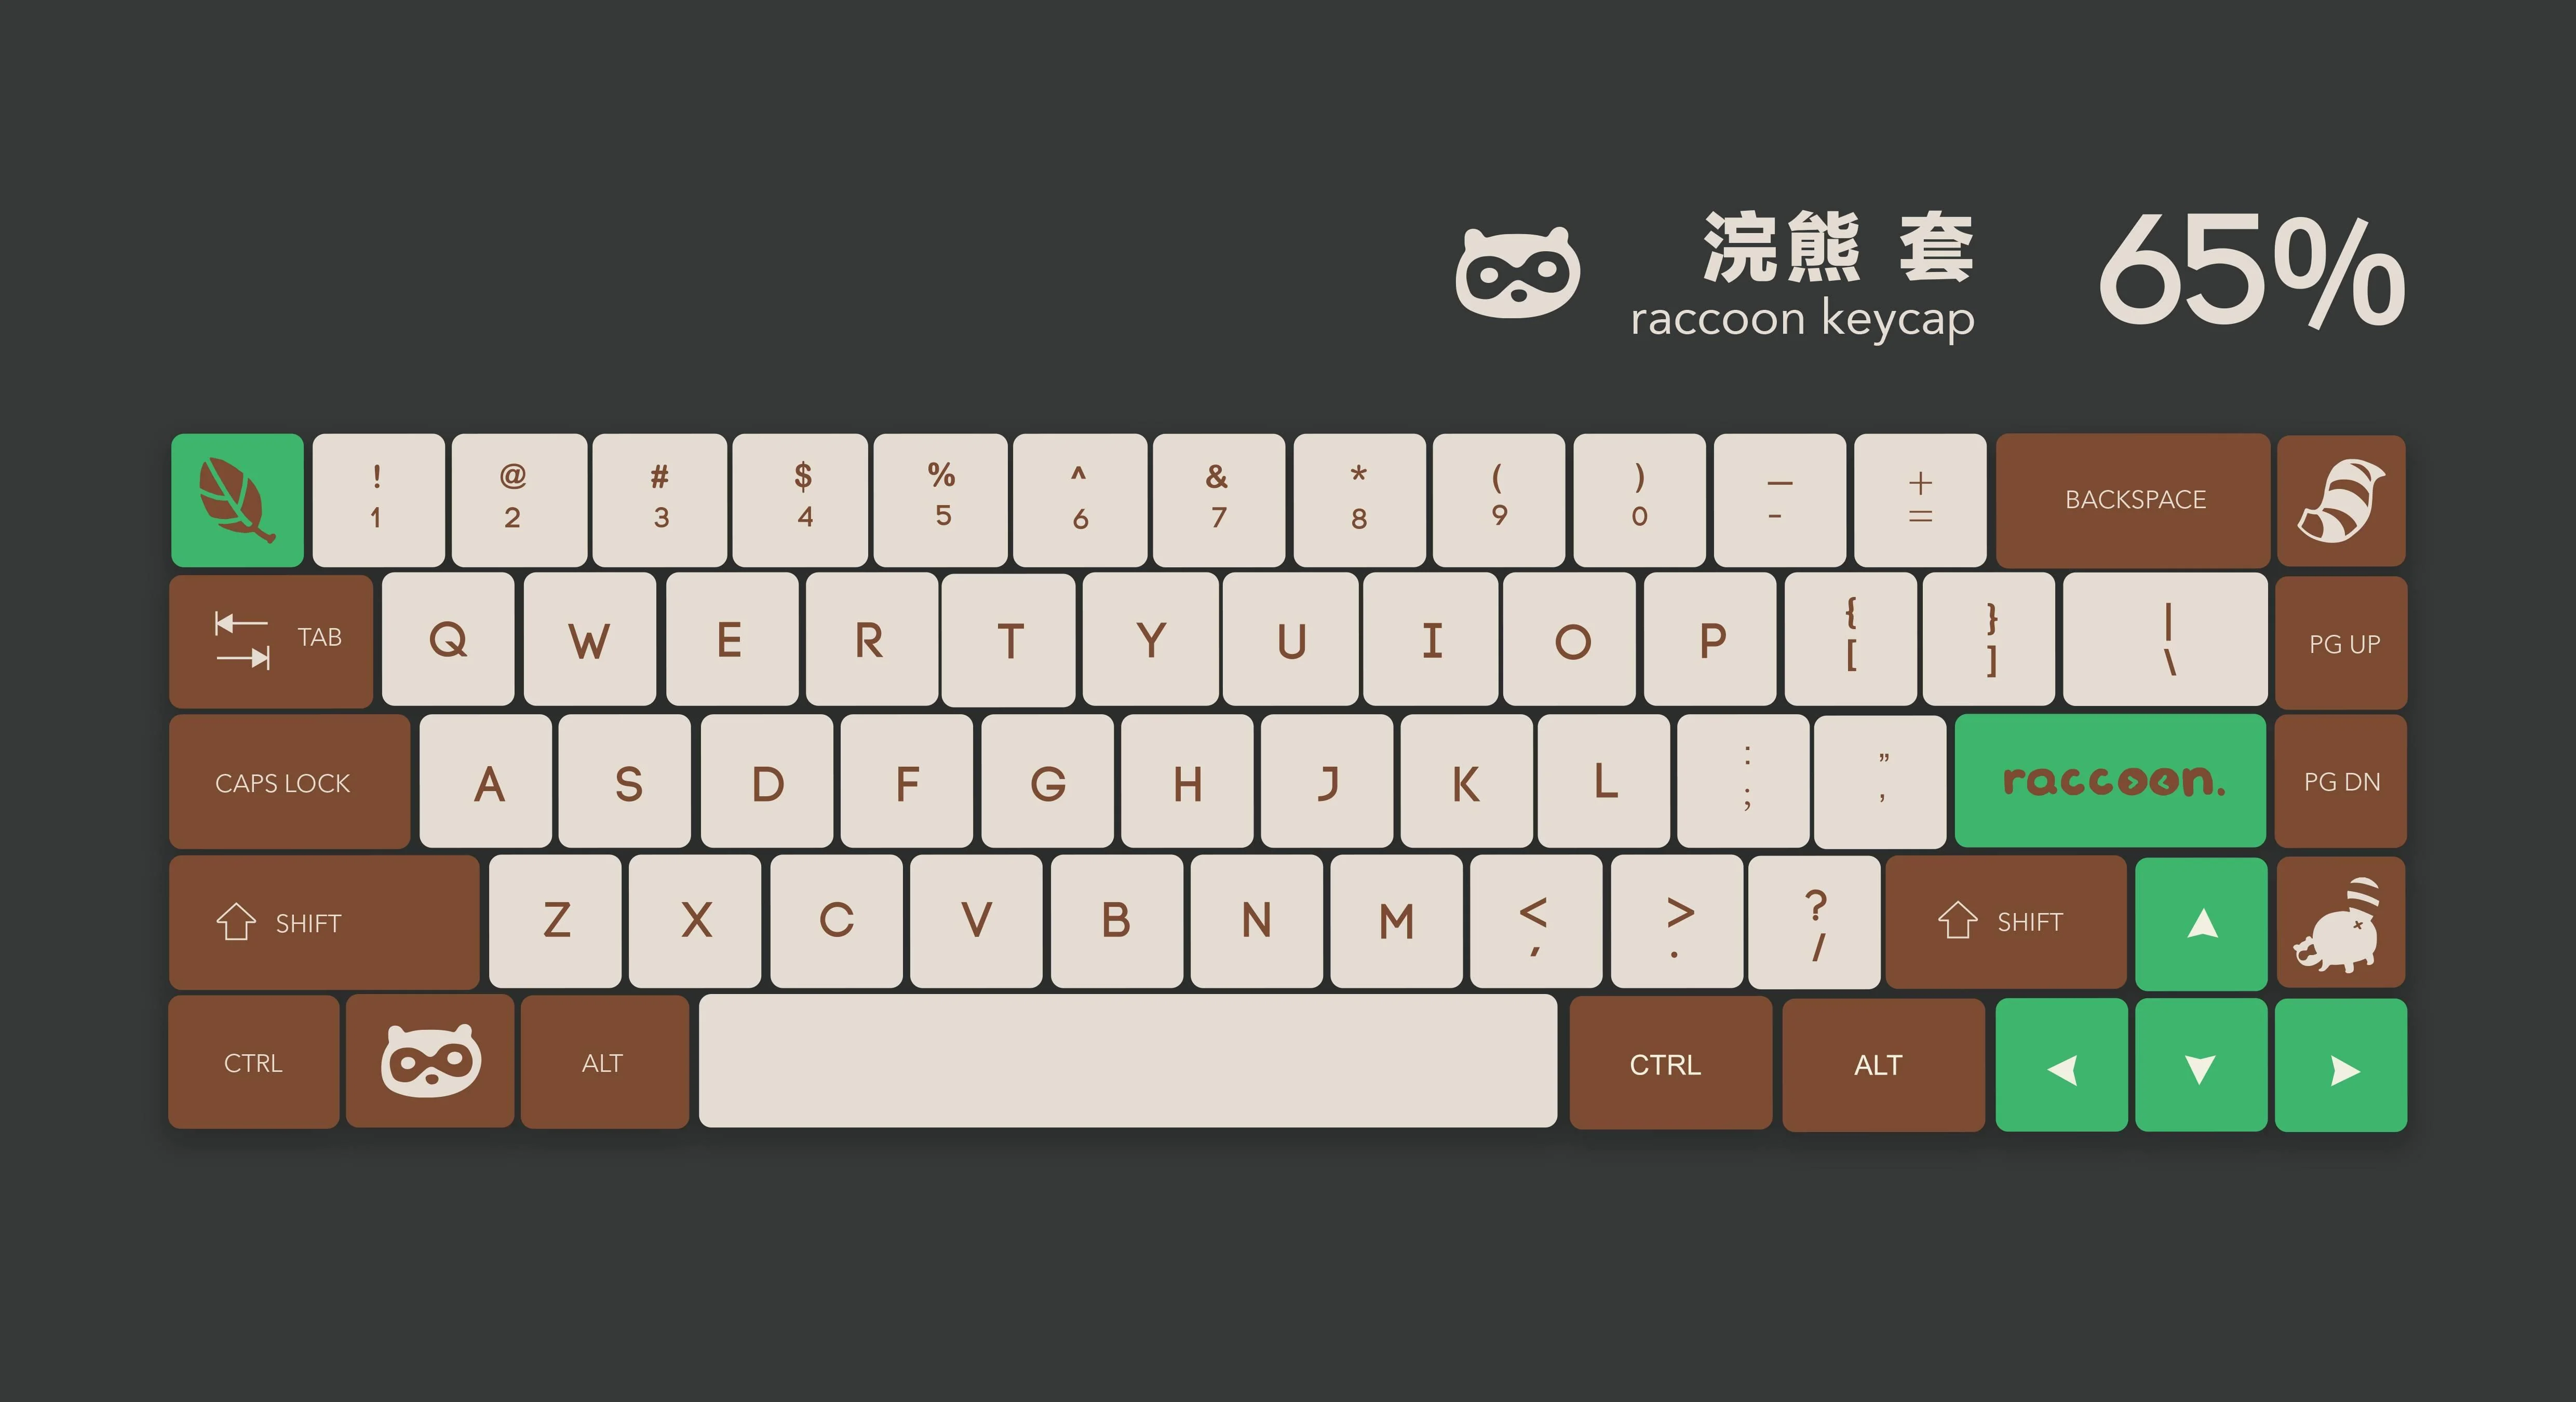 浣熊 套
raccoon keycap
65%
! @ # $ % ^ & * ( ) — +
1 2 3 4 5 6 7 8 9 0 - = BACKSPACE
TAB Q W E R T Y U I O P { } | PG UP
[ ] \
CAPS LOCK A S D F G H J K L : ” raccoon. PG DN
; ,
SHIFT Z X C V B N M < > ? SHIFT
, . /
CTRL ALT CTRL ALT